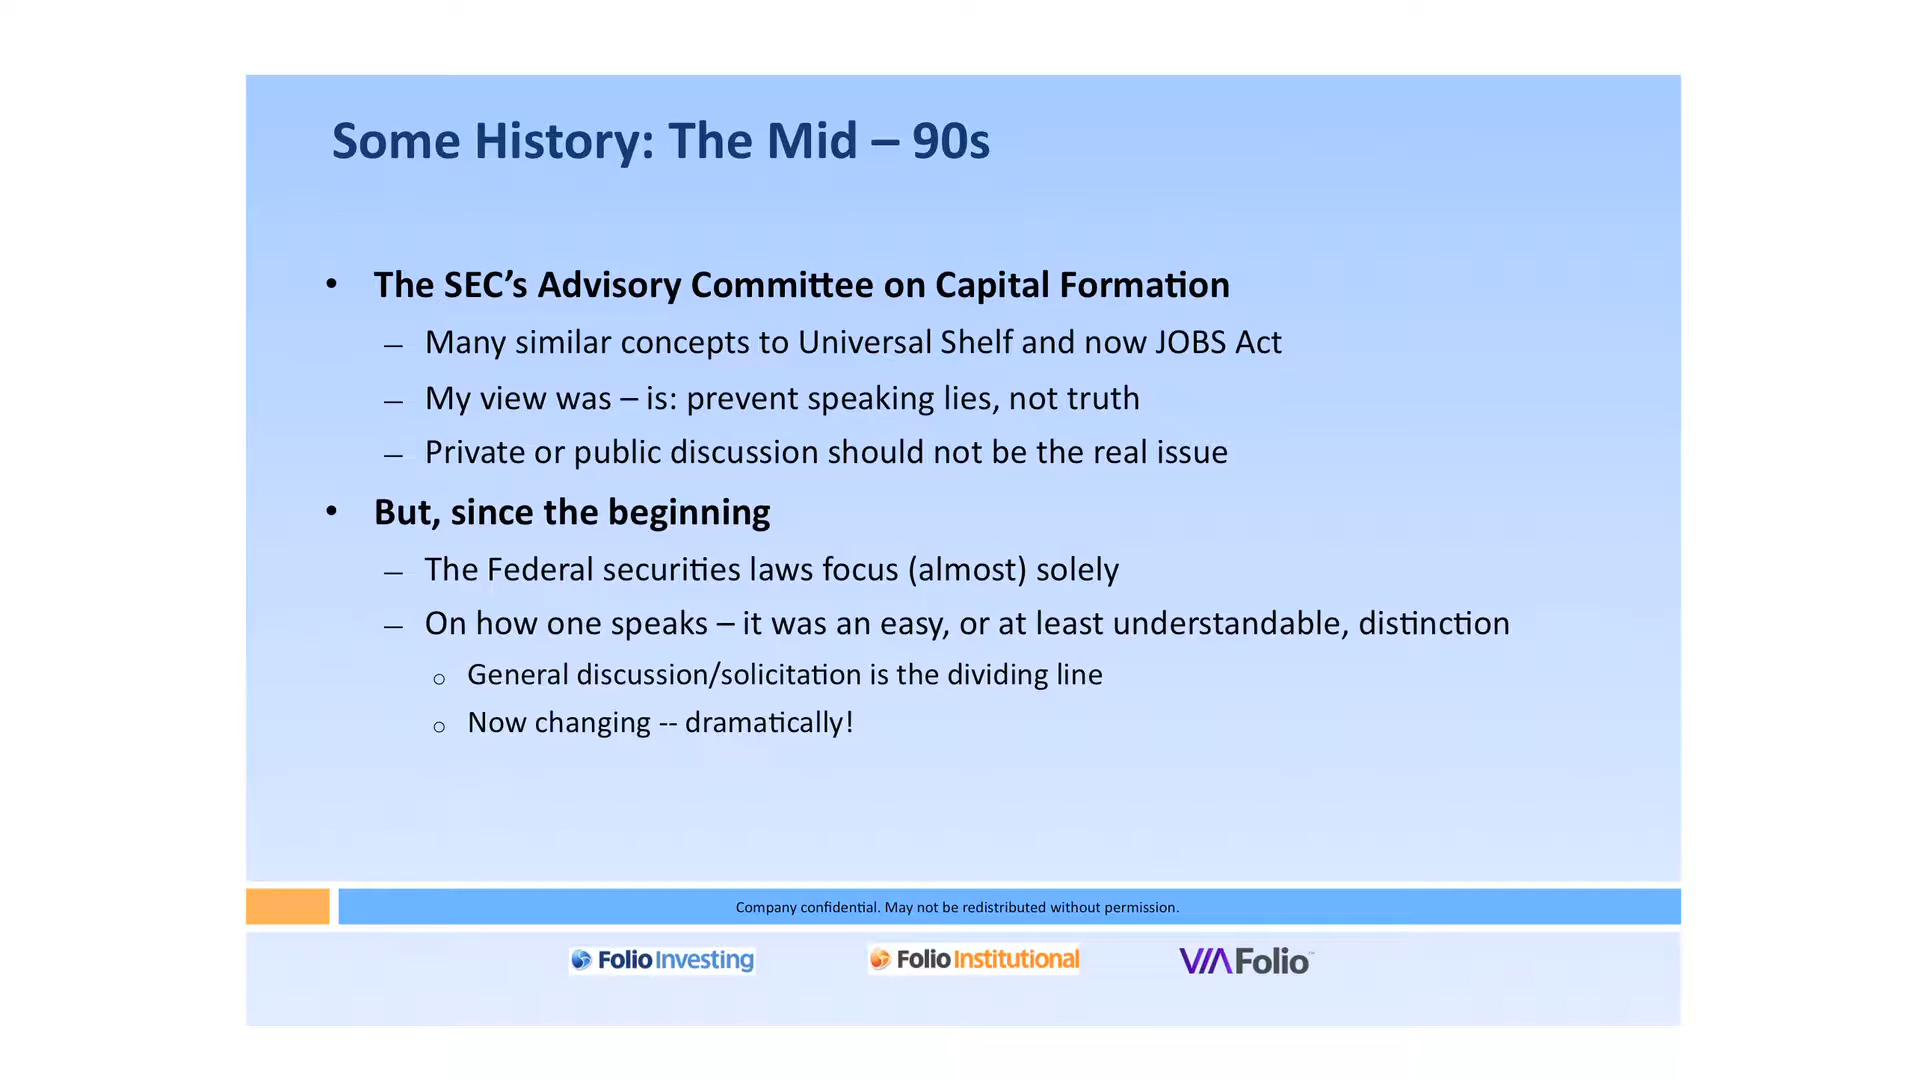 Some History: The Mid – 90s
• The SEC’s Advisory Committee on Capital Formation
— Many similar concepts to Universal Shelf and now JOBS Act
— My view was – is: prevent speaking lies, not truth
— Private or public discussion should not be the real issue
• But, since the beginning
— The Federal securities laws focus (almost) solely
— On how one speaks – it was an easy, or at least understandable, distinction
○ General discussion/solicitation is the dividing line
○ Now changing -- dramatically!
Company confidential. May not be redistributed without permission.
Folio Investing Folio Institutional VIA Folio™